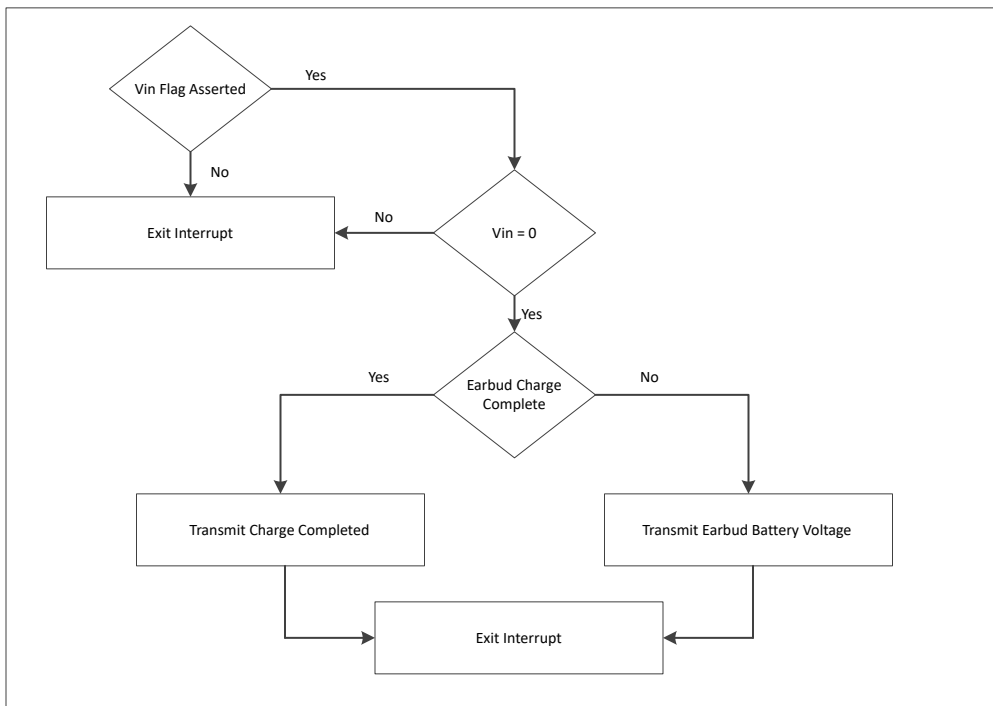 Vin Flag Asserted
Yes
No
Exit Interrupt
No
Vin = 0
Yes
Earbud Charge
Complete
Yes
No
Transmit Charge Completed
Transmit Earbud Battery Voltage
Exit Interrupt